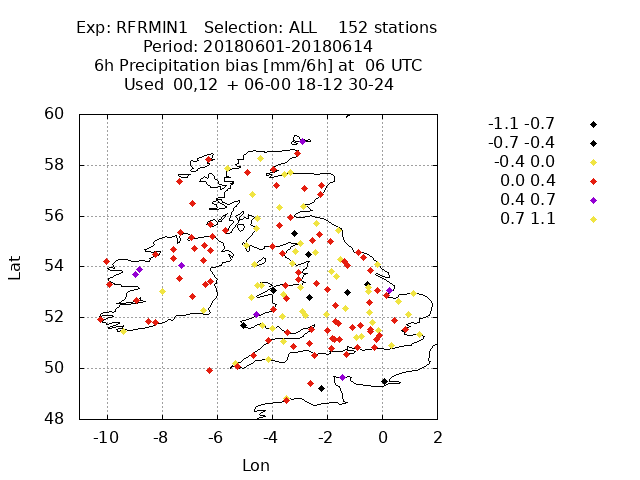 Exp: RFRMIN1 Selection: ALL 152 stations
Period: 20180601-20180614
6h Precipitation bias [mm/6h] at 06 UTC
Used 00,12 + 06-00 18-12 30-24
-1.1 -0.7
-0.7 -0.4
-0.4 0.0
0.0 0.4
0.4 0.7
0.7 1.1
60
58
56
54
52
50
48
Lat
-10 -8 -6 -4 -2 0 2
Lon